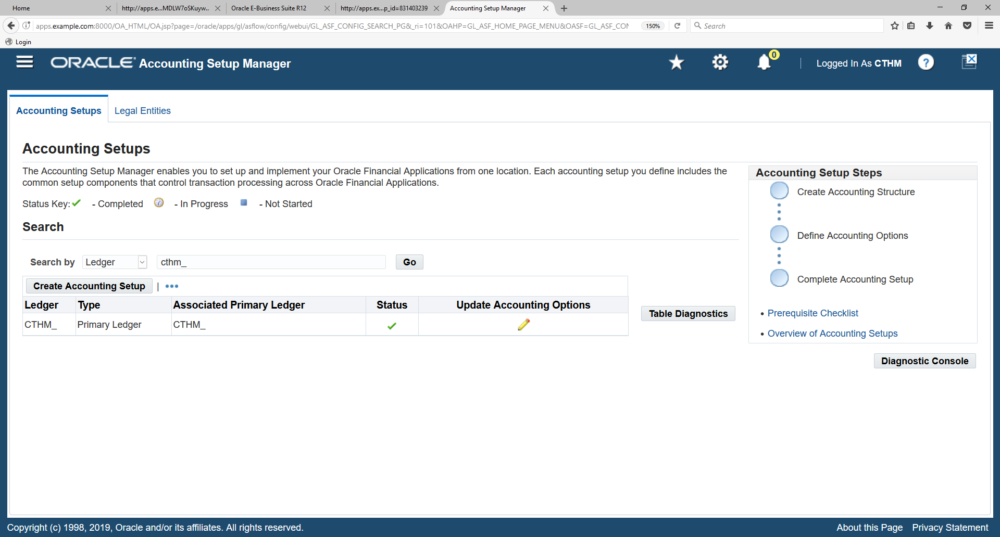 Home
http://apps.e...MDLW7oSKuyw..
Oracle E-Business Suite R12
http://apps.ex...p_id=831403239
Accounting Setup Manager
apps.example.com:8000/OA_HTML/OA.jsp?page=/oracle/apps/gl/asflow/config/webui/GL_ASF_CONFIG_SEARCH_PG&_ri=101&OAHP=GL_ASF_HOME_PAGE_MENU&OASF=GL_ASF_CON
150%
Search
Login
ORACLE Accounting Setup Manager
0
Logged In As CTHM
?
Accounting Setups
Legal Entities
Accounting Setups
The Accounting Setup Manager enables you to set up and implement your Oracle Financial Applications from one location. Each accounting setup you define includes the
common setup components that control transaction processing across Oracle Financial Applications.
Status Key: - Completed - In Progress - Not Started
Search
Search by Ledger cthm_ Go
Create Accounting Setup |
Ledger Type Associated Primary Ledger Status Update Accounting Options
CTHM_ Primary Ledger CTHM_
Table Diagnostics
Accounting Setup Steps
Create Accounting Structure
Define Accounting Options
Complete Accounting Setup
• Prerequisite Checklist
• Overview of Accounting Setups
Diagnostic Console
Copyright (c) 1998, 2019, Oracle and/or its affiliates. All rights reserved.
About this Page Privacy Statement